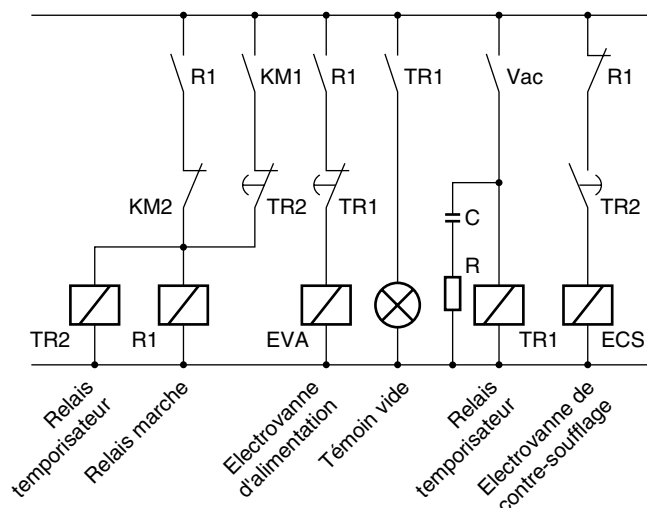 R1
KM1
R1
TR1
Vac
R1
KM2
TR2
TR1
C
TR2
R
TR2
R1
EVA
TR1
ECS
Relais
temporisateur
Relais marche
Electrovanne
d'alimentation
Témoin vide
Relais
temporisateur
Electrovanne de
contre-soufflage